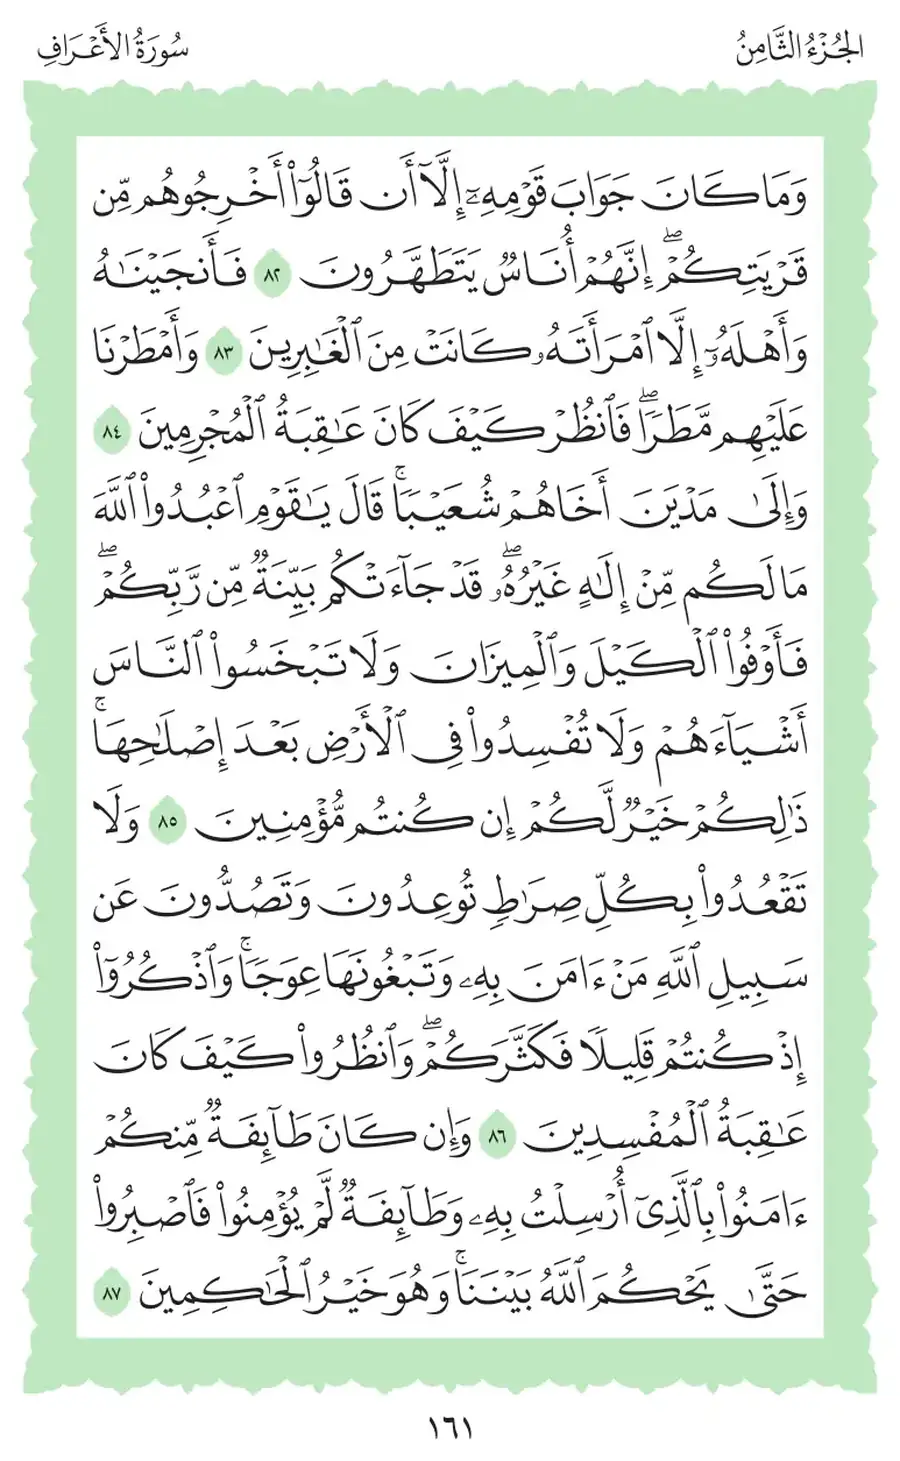 الجُزْءُ الثَّامِنُ
سُورَةُ الأَعْرَافِ
وَمَا كَانَ جَوَابَ قَوْمِهِۦٓ إِلَّآ أَن قَالُوٓا۟ أَخْرِجُوهُم مِّن
قَرْيَتِكُمْ ۖ إِنَّهُمْ أُنَاسٌ يَتَطَهَّرُونَ ٨٢ فَأَنجَيْنَـٰهُ
وَأَهْلَهُۥٓ إِلَّا ٱمْرَأَتَهُۥ كَانَتْ مِنَ ٱلْغَـٰبِرِينَ ٨٣ وَأَمْطَرْنَا
عَلَيْهِم مَّطَرًا ۖ فَٱنظُرْ كَيْفَ كَانَ عَـٰقِبَةُ ٱلْمُجْرِمِينَ ٨٤
وَإِلَىٰ مَدْيَنَ أَخَاهُمْ شُعَيْبًا ۚ قَالَ يَـٰقَوْمِ ٱعْبُدُوا۟ ٱللَّهَ
مَا لَكُم مِّنْ إِلَـٰهٍ غَيْرُهُۥ ۖ قَدْ جَآءَتْكُم بَيِّنَةٌ مِّن رَّبِّكُمْ ۖ
فَأَوْفُوا۟ ٱلْكَيْلَ وَٱلْمِيزَانَ وَلَا تَبْخَسُوا۟ ٱلنَّاسَ
أَشْيَآءَهُمْ وَلَا تُفْسِدُوا۟ فِى ٱلْأَرْضِ بَعْدَ إِصْلَـٰحِهَا ۚ
ذَٰلِكُمْ خَيْرٌ لَّكُمْ إِن كُنتُم مُّؤْمِنِينَ ٨٥ وَلَا
تَقْعُدُوا۟ بِكُلِّ صِرَٰطٍ تُوعِدُونَ وَتَصُدُّونَ عَن
سَبِيلِ ٱللَّهِ مَنْ ءَامَنَ بِهِۦ وَتَبْغُونَهَا عِوَجًا ۚ وَٱذْكُرُوٓا۟
إِذْ كُنتُمْ قَلِيلًا فَكَثَّرَكُمْ ۖ وَٱنظُرُوا۟ كَيْفَ كَانَ
عَـٰقِبَةُ ٱلْمُفْسِدِينَ ٨٦ وَإِن كَانَ طَآئِفَةٌ مِّنكُمْ
ءَامَنُوا۟ بِٱلَّذِىٓ أُرْسِلْتُ بِهِۦ وَطَآئِفَةٌ لَّمْ يُؤْمِنُوا۟ فَٱصْبِرُوا۟
حَتَّىٰ يَحْكُمَ ٱللَّهُ بَيْنَنَا ۚ وَهُوَ خَيْرُ ٱلْحَـٰكِمِينَ ٨٧
١٦١